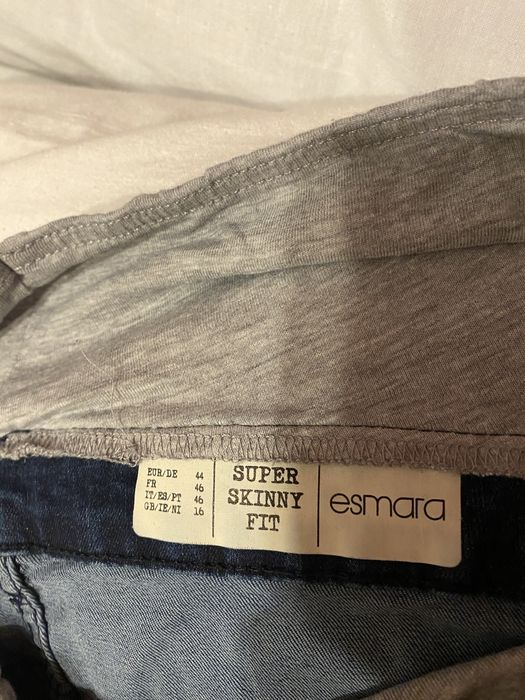 EUR/DE 44
FR 46
IT/ES/PT 46
GB/IE/NI 16
SUPER
SKINNY
FIT
esmara